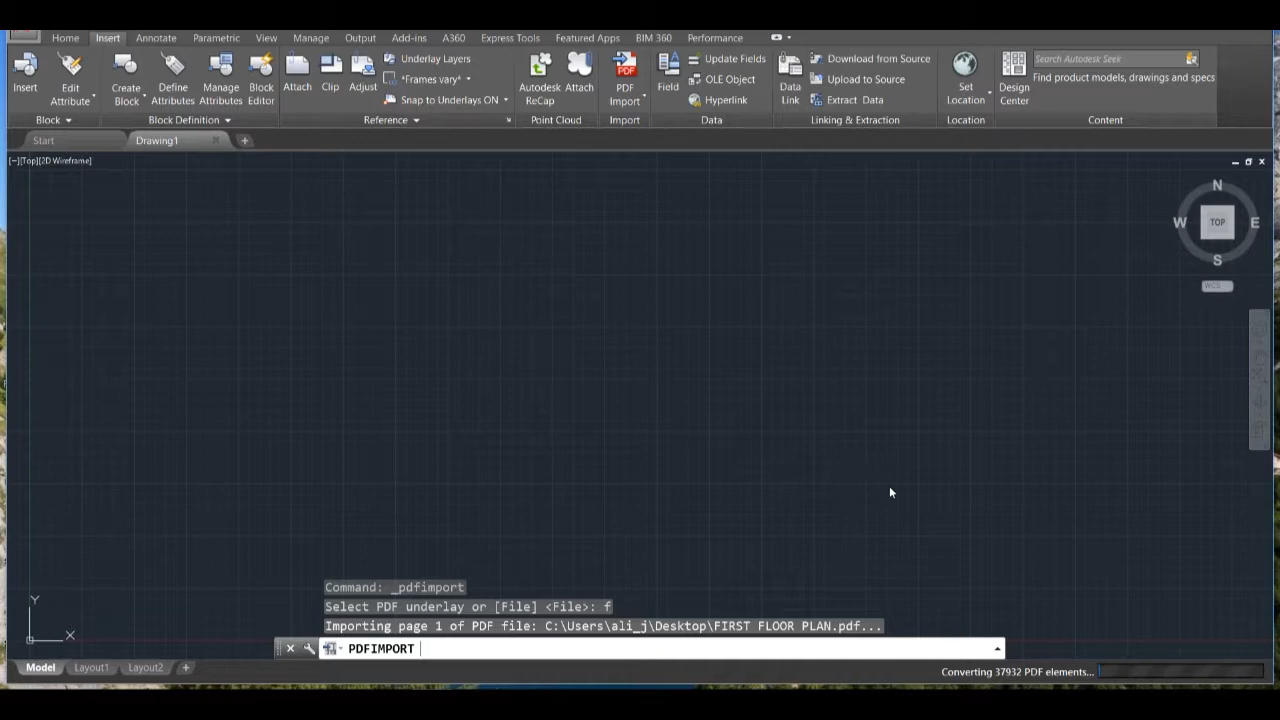 Home Insert Annotate Parametric View Manage Output Add-ins A360 Express Tools Featured Apps BIM 360 Performance
Insert
Edit
Attribute
Create
Block
Define
Attributes
Manage
Attributes
Block
Editor
Attach
Clip
Adjust
Underlay Layers
*Frames vary*
Snap to Underlays ON
Autodesk
ReCap
Attach
PDF
Import
Field
Update Fields
OLE Object
Hyperlink
Data
Link
Download from Source
Upload to Source
Extract Data
Set
Location
Design
Center
Search Autodesk Seek
Find product models, drawings and specs
Block Block Definition Reference Point Cloud Import Data Linking & Extraction Location Content
Start Drawing1
[−][Top][2D Wireframe]
N
W TOP E
S
WCS
Y
X
Command: _pdfimport
Select PDF underlay or [File] <File>: f
Importing page 1 of PDF file: C:\Users\ali_j\Desktop\FIRST FLOOR PLAN.pdf...
PDFIMPORT
Model Layout1 Layout2
Converting 37932 PDF elements...